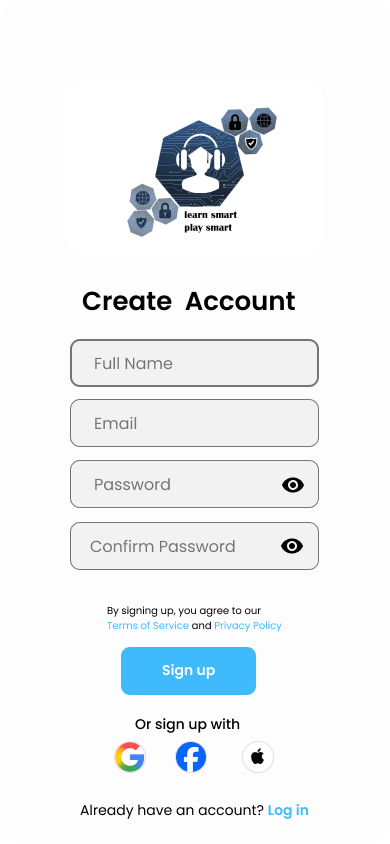 learn smart
play smart
Create Account
Full Name
Email
Password
Confirm Password
By signing up, you agree to our
Terms of Service and Privacy Policy
Sign up
Or sign up with
Already have an account? Log in